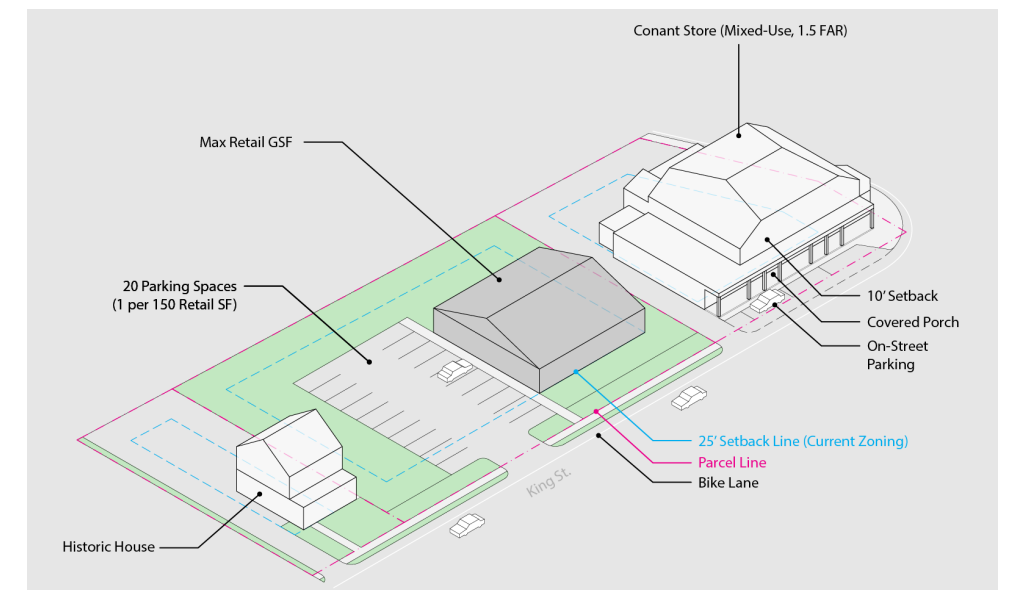 Conant Store (Mixed-Use, 1.5 FAR)
Max Retail GSF
20 Parking Spaces
(1 per 150 Retail SF)
10’ Setback
Covered Porch
On-Street
Parking
25’ Setback Line (Current Zoning)
Parcel Line
Bike Lane
King St.
Historic House